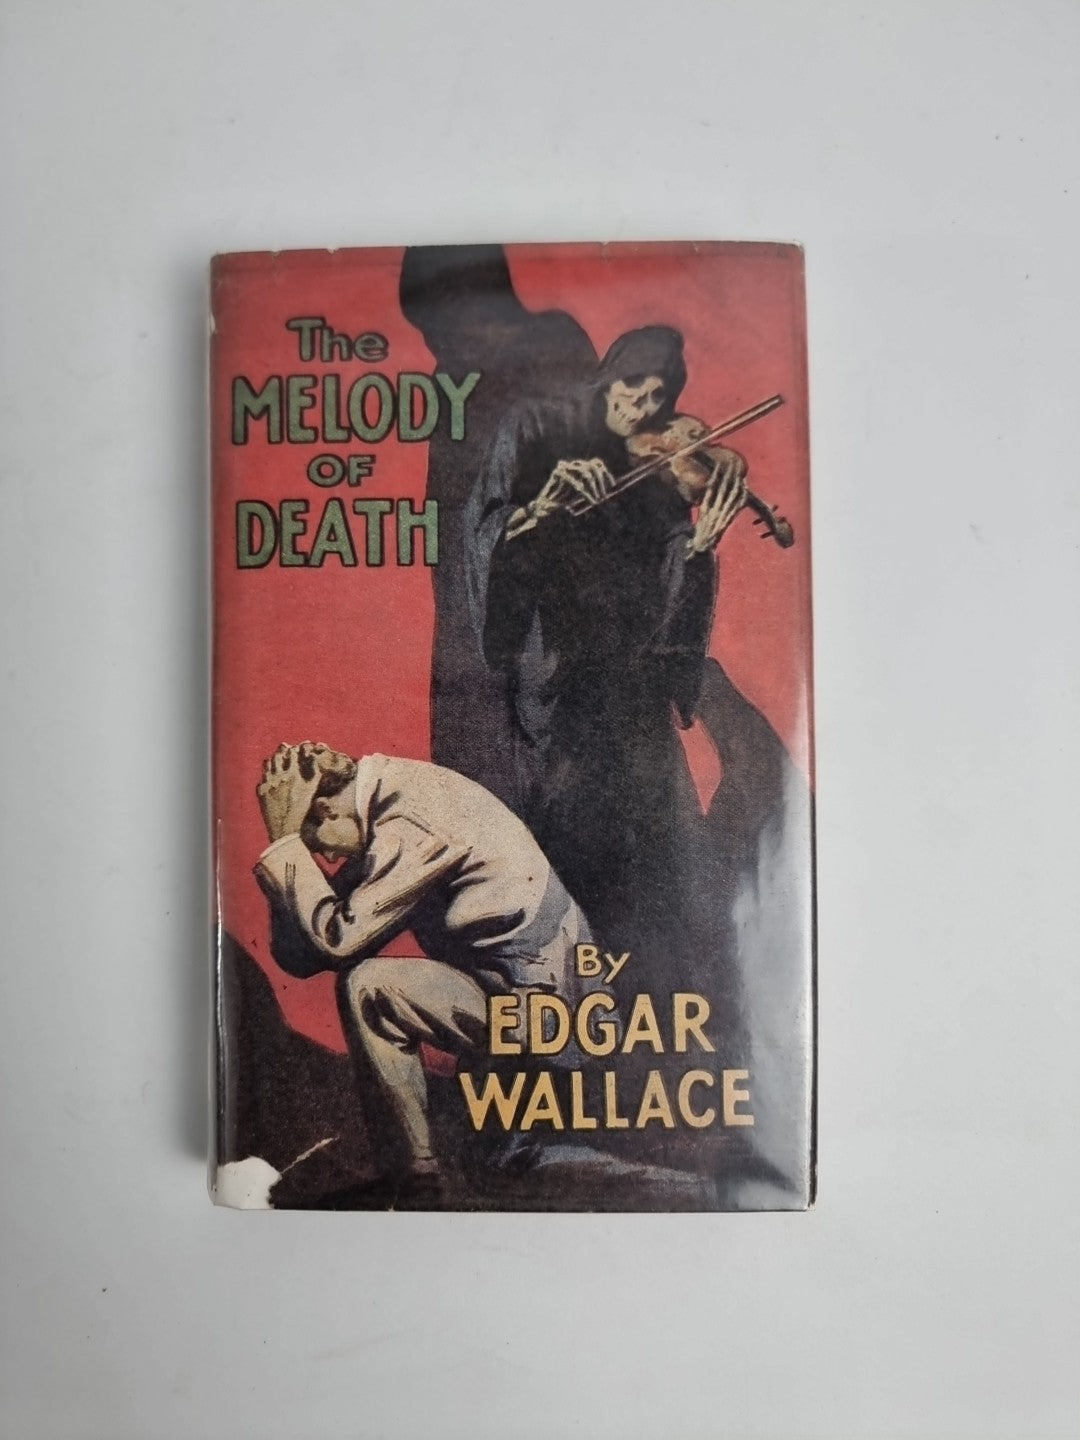 The
MELODY
OF
DEATH
By
EDGAR
WALLACE